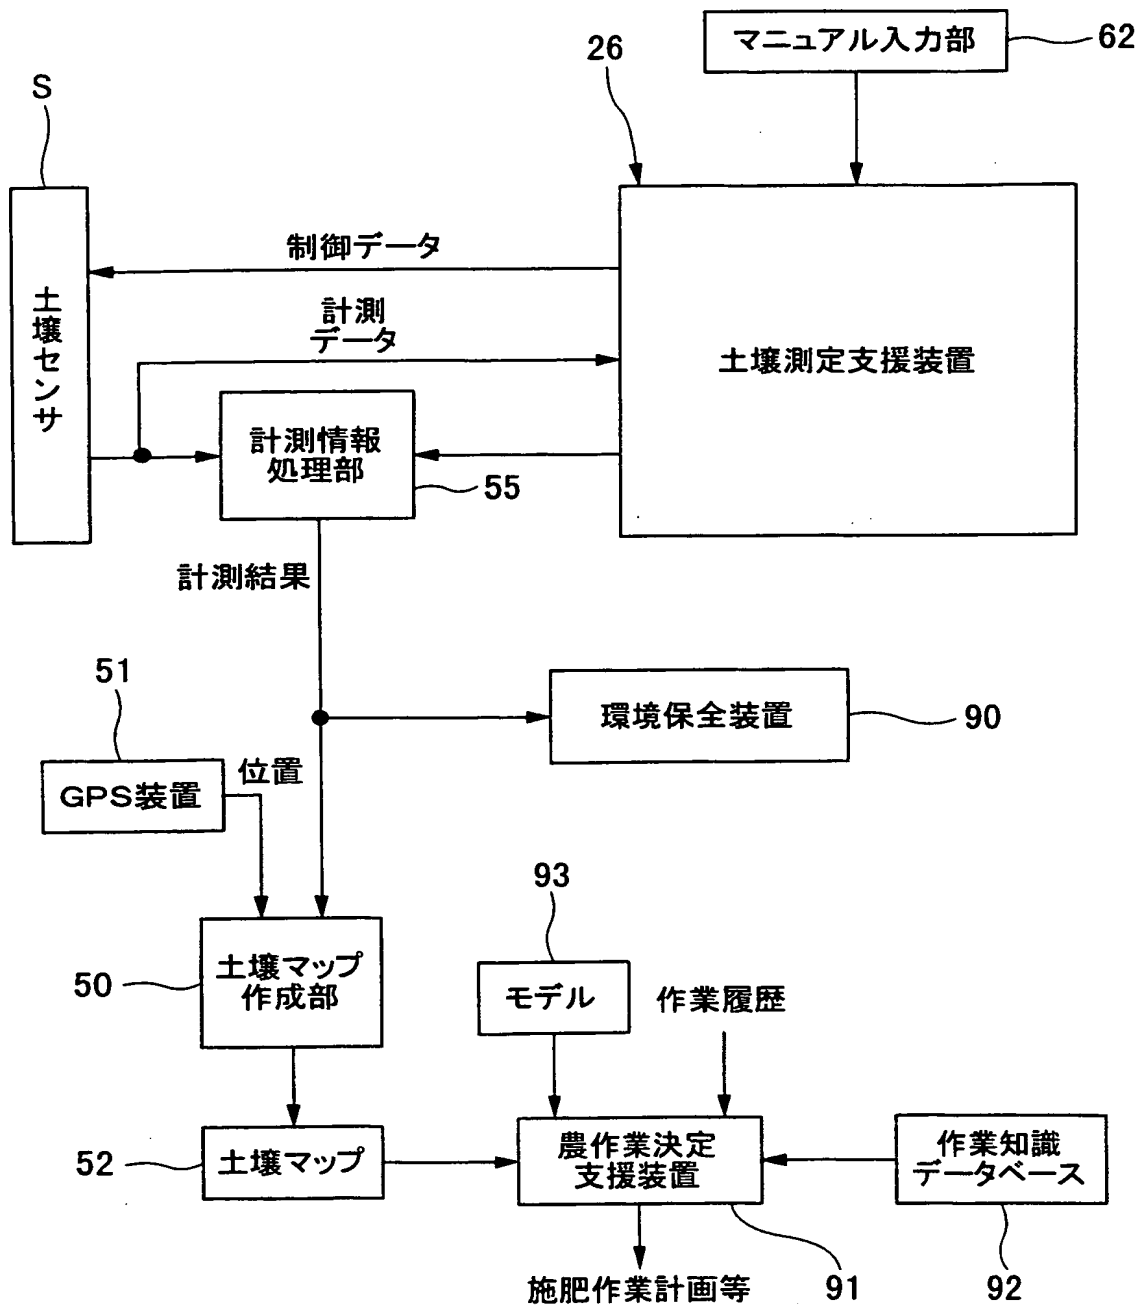 マニュアル入力部
62
26
S
制御データ
土壌センサ
計測
データ
土壌測定支援装置
計測情報
処理部
55
計測結果
51
環境保全装置
90
位置
GPS装置
93
50
土壌マップ
作成部
モデル
作業履歴
52
土壌マップ
農作業決定
支援装置
作業知識
データベース
施肥作業計画等
91
92